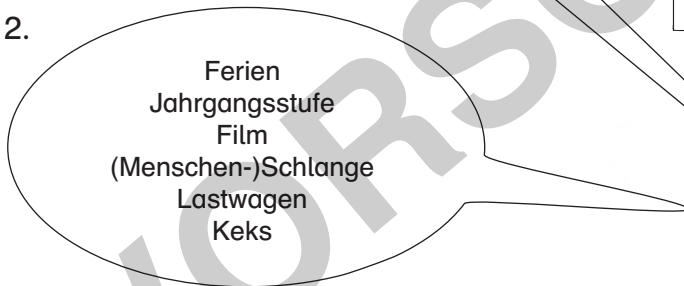 2.
Ferien
Jahrgangsstufe
Film
(Menschen-)Schlange
Lastwagen
Keks